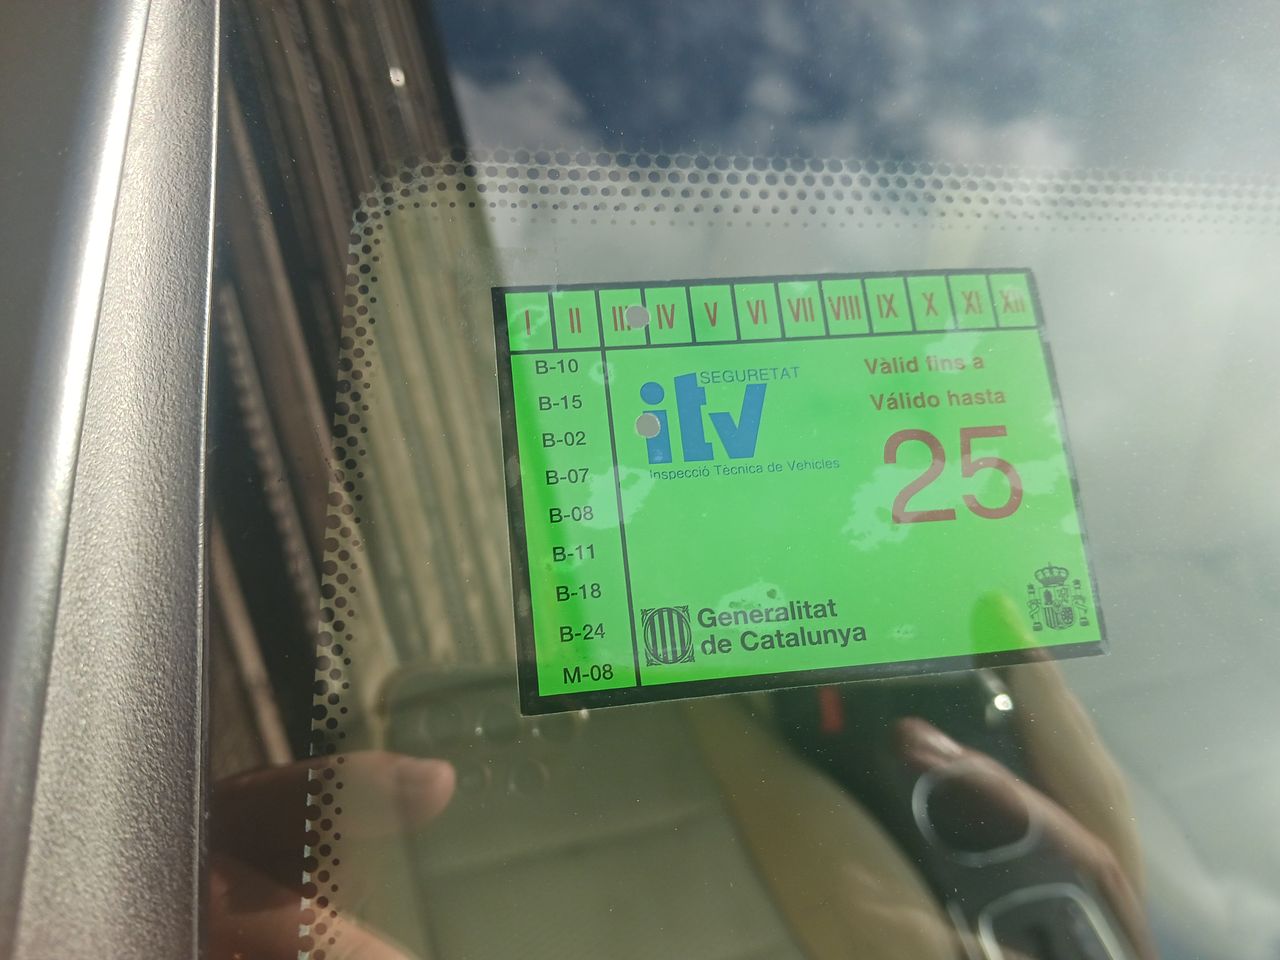 I II III IV V VI VII VIII IX X XI XII
B-10
B-15
B-02
B-07
B-08
B-11
B-18
B-24
M-08
SEGURETAT
itv
Inspecció Tècnica de Vehicles
Vàlid fins a
Válido hasta
25
Generalitat
de Catalunya